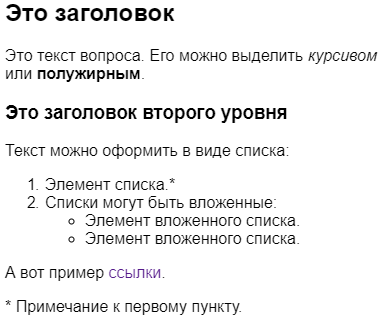 Это заголовок
Это текст вопроса. Его можно выделить курсивом
или полужирным.
Это заголовок второго уровня
Текст можно оформить в виде списка:
1. Элемент списка.*
2. Списки могут быть вложенные:
Элемент вложенного списка.
Элемент вложенного списка.
А вот пример ссылки.
* Примечание к первому пункту.